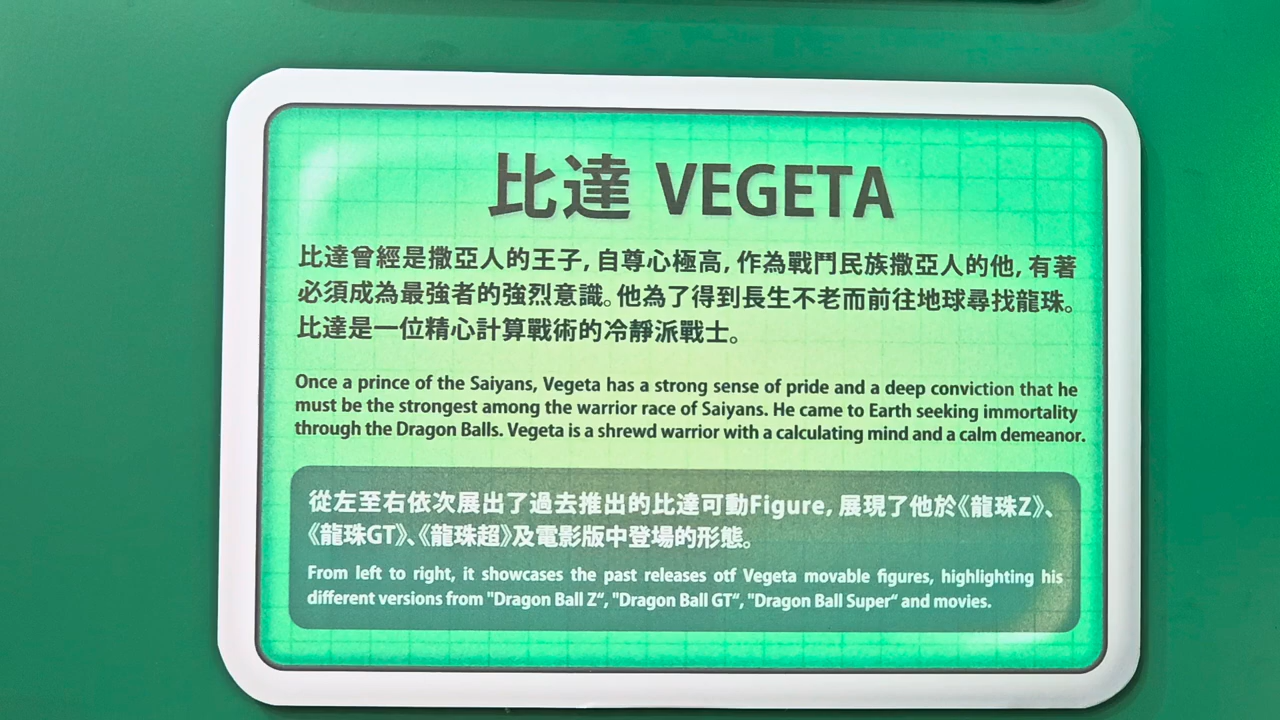 比達 VEGETA
比達曾經是撒亞人的王子，自尊心極高，作為戰鬥民族撒亞人的他，有著
必須成為最強者的強烈意識。他為了得到長生不老而前往地球尋找龍珠。
比達是一位精心計算戰術的冷靜派戰士。
Once a prince of the Saiyans, Vegeta has a strong sense of pride and a deep conviction that he
must be the strongest among the warrior race of Saiyans. He came to Earth seeking immortality
through the Dragon Balls. Vegeta is a shrewd warrior with a calculating mind and a calm demeanor.
從左至右依次展出了過去推出的比達可動Figure，展現了他於《龍珠Z》、
《龍珠GT》、《龍珠超》及電影版中登場的形態。
From left to right, it showcases the past releases otf Vegeta movable figures, highlighting his
different versions from "Dragon Ball Z“, "Dragon Ball GT“, "Dragon Ball Super“ and movies.